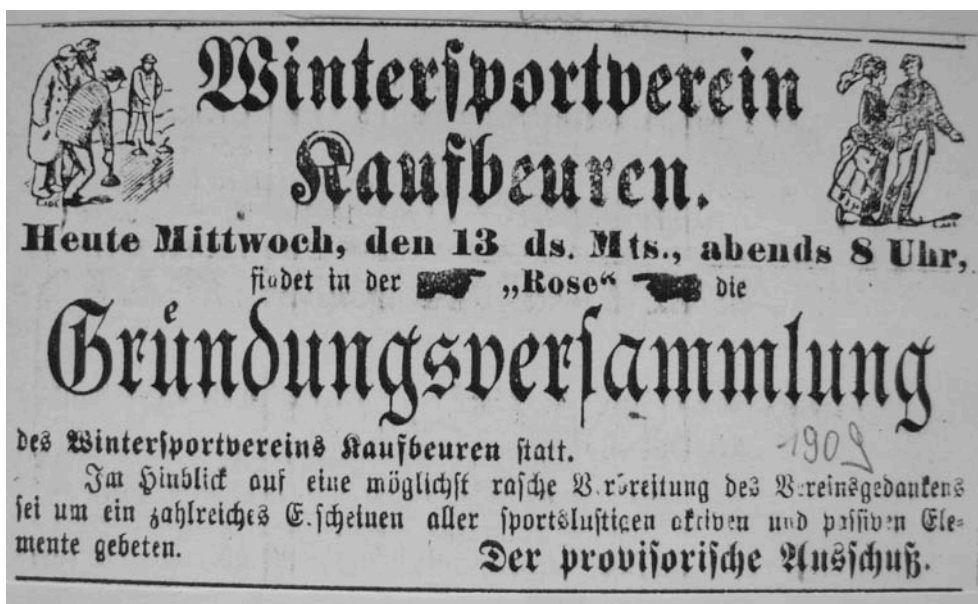 Winterſportverein
Kaufbeuren.
Heute Mittwoch, den 13 ds. Mts., abends 8 Uhr,
findet in der „Rose“ die
Gründungsverſammlung
des Winterſportvereins Kaufbeuren ſtatt.
1909
Im Hinblick auf eine möglichſt raſche Verbreitung des Vereinsgedankens
ſei um ein zahlreiches Erſcheinen aller ſportsluſtigen aktiven und paſſiven Ele-
mente gebeten.
Der proviſoriſche Ausſchuß.